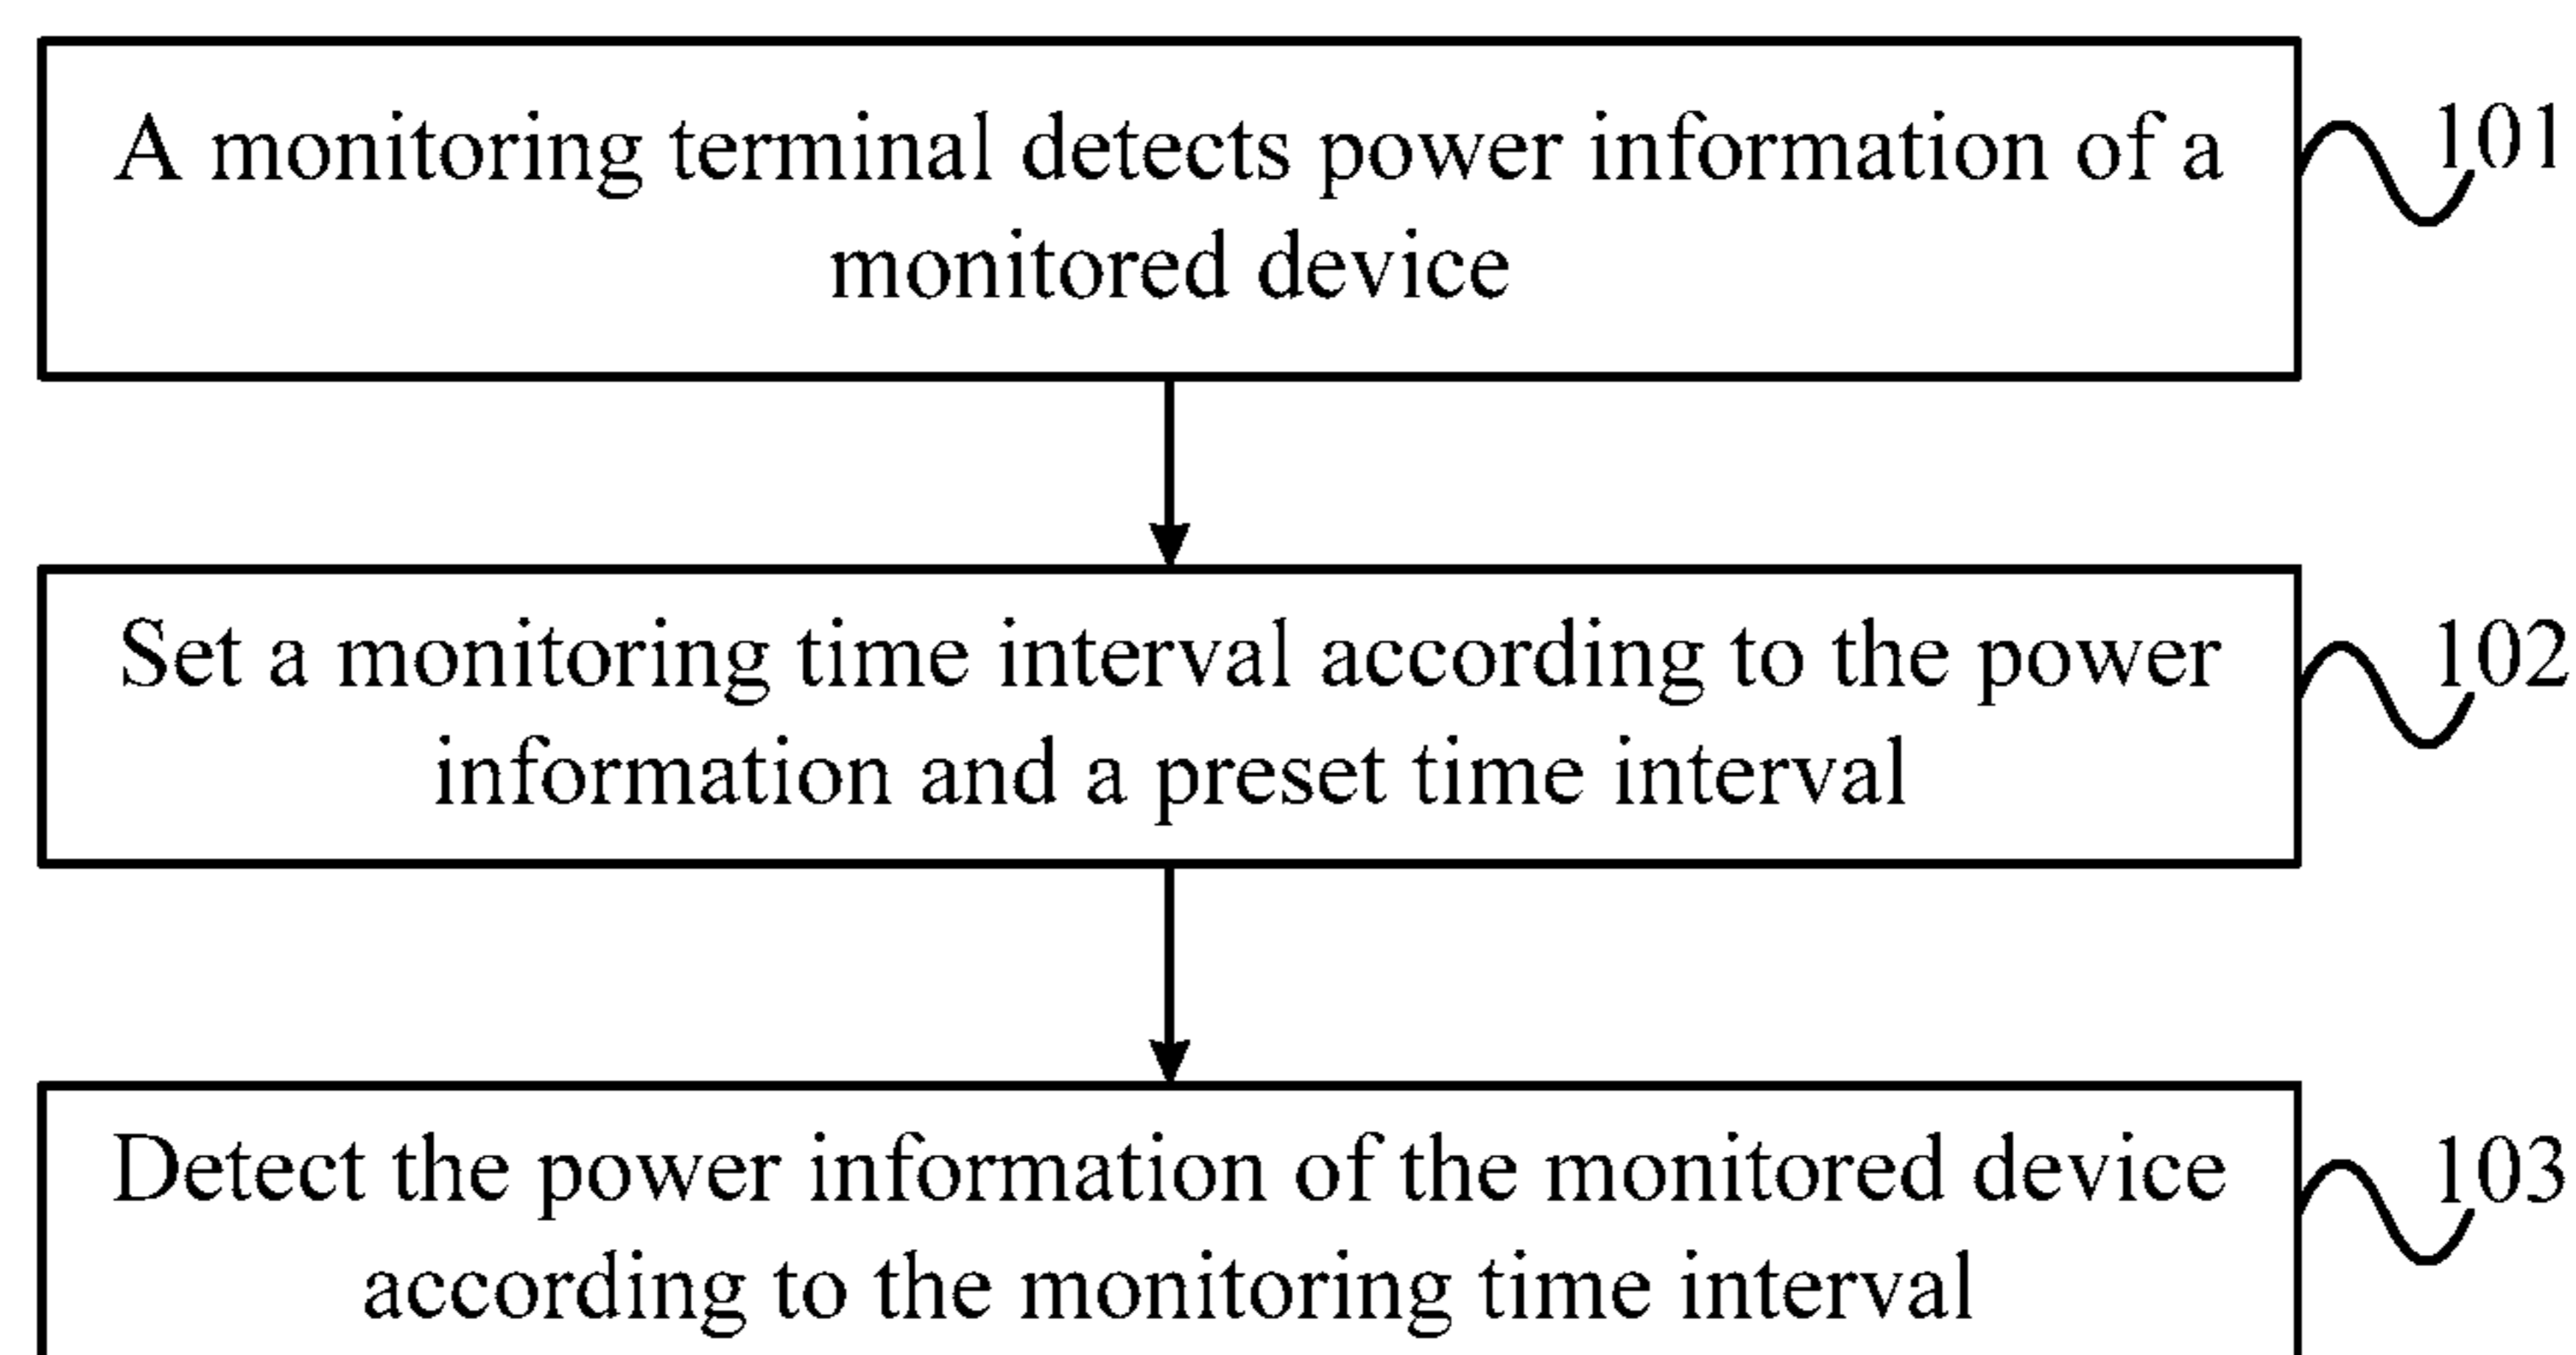 A monitoring terminal detects power information of a
monitored device
101
Set a monitoring time interval according to the power
information and a preset time interval
102
Detect the power information of the monitored device
according to the monitoring time interval
103